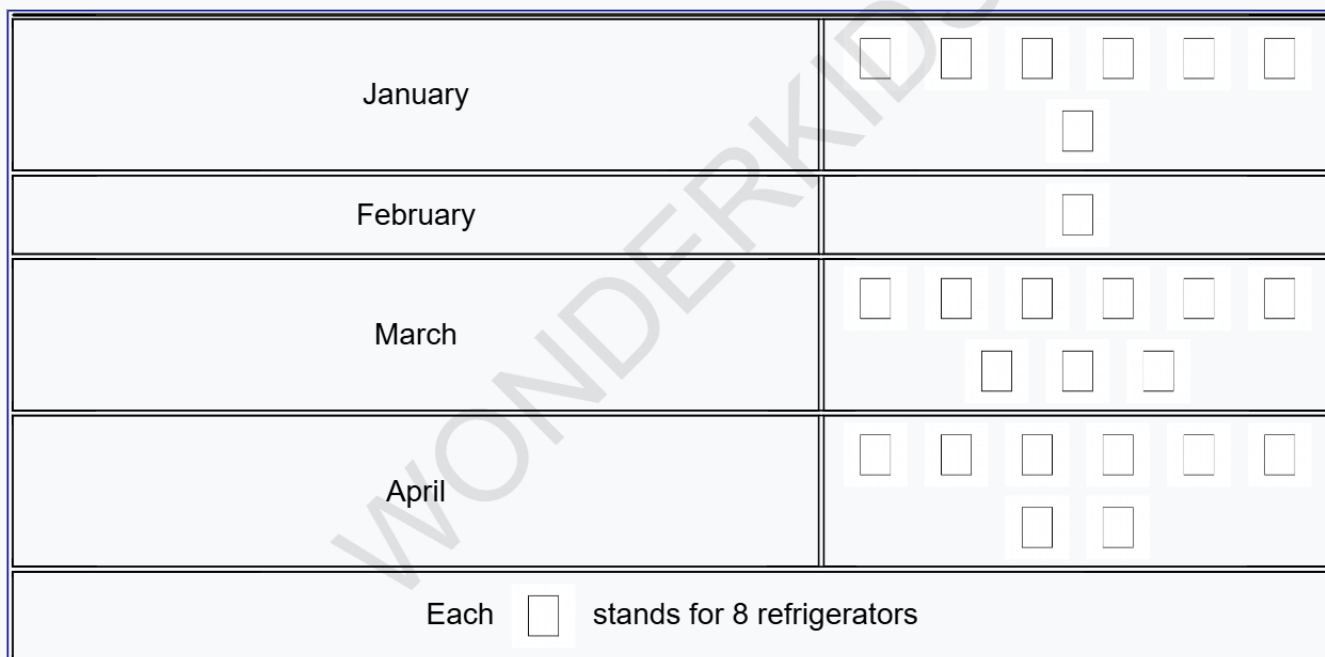 January
February
March
April
Each stands for 8 refrigerators
WONDERKIDS